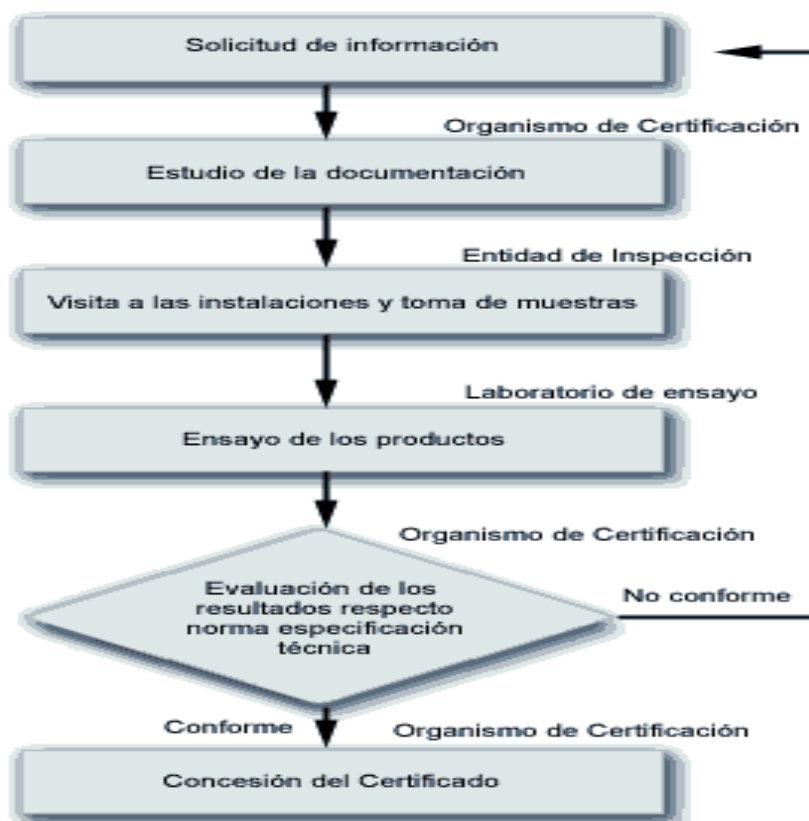 Solicitud de información
Organismo de Certificación
Estudio de la documentación
Entidad de Inspección
Visita a las instalaciones y toma de muestras
Laboratorio de ensayo
Ensayo de los productos
Organismo de Certificación
Evaluación de los
resultados respecto
norma especificación
técnica
No conforme
Conforme
Organismo de Certificación
Concesión del Certificado